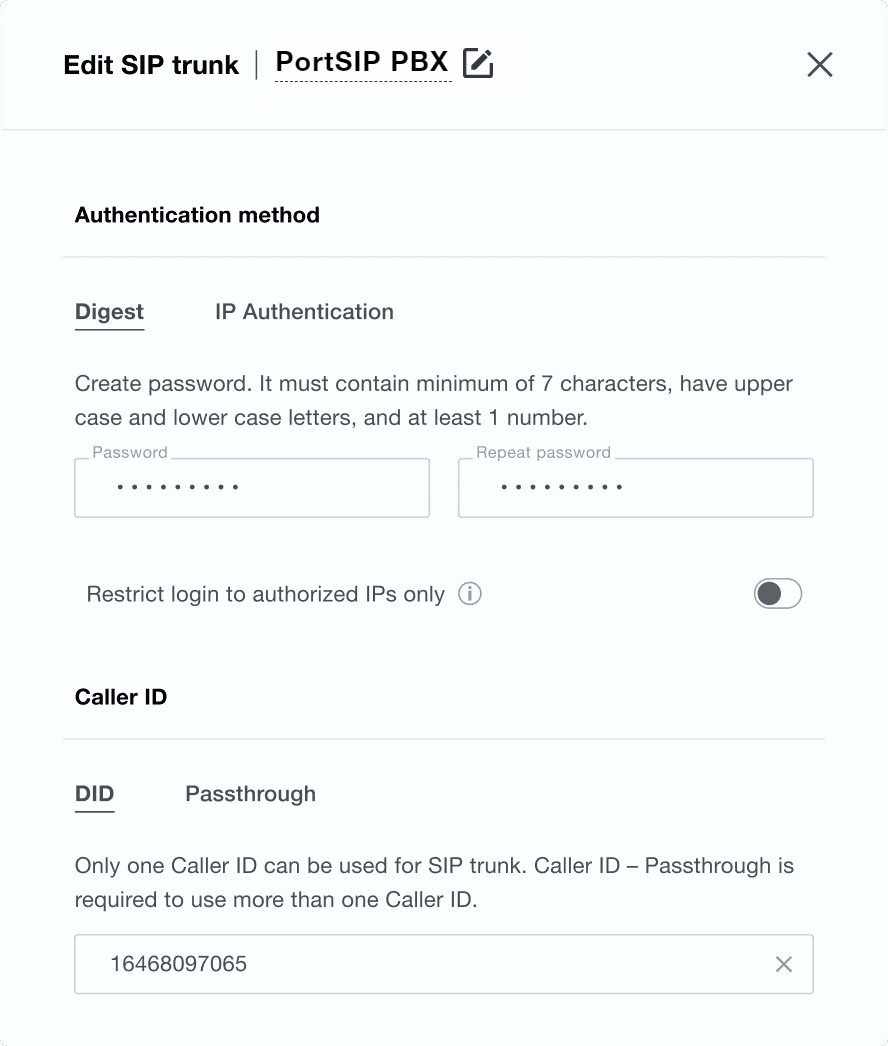 Edit SIP trunk | PortSIP PBX
Authentication method
Digest IP Authentication
Create password. It must contain minimum of 7 characters, have upper
case and lower case letters, and at least 1 number.
Password Repeat password
• • • • • • • • • • • • • • • • • •
Restrict login to authorized IPs only
Caller ID
DID Passthrough
Only one Caller ID can be used for SIP trunk. Caller ID – Passthrough is
required to use more than one Caller ID.
16468097065